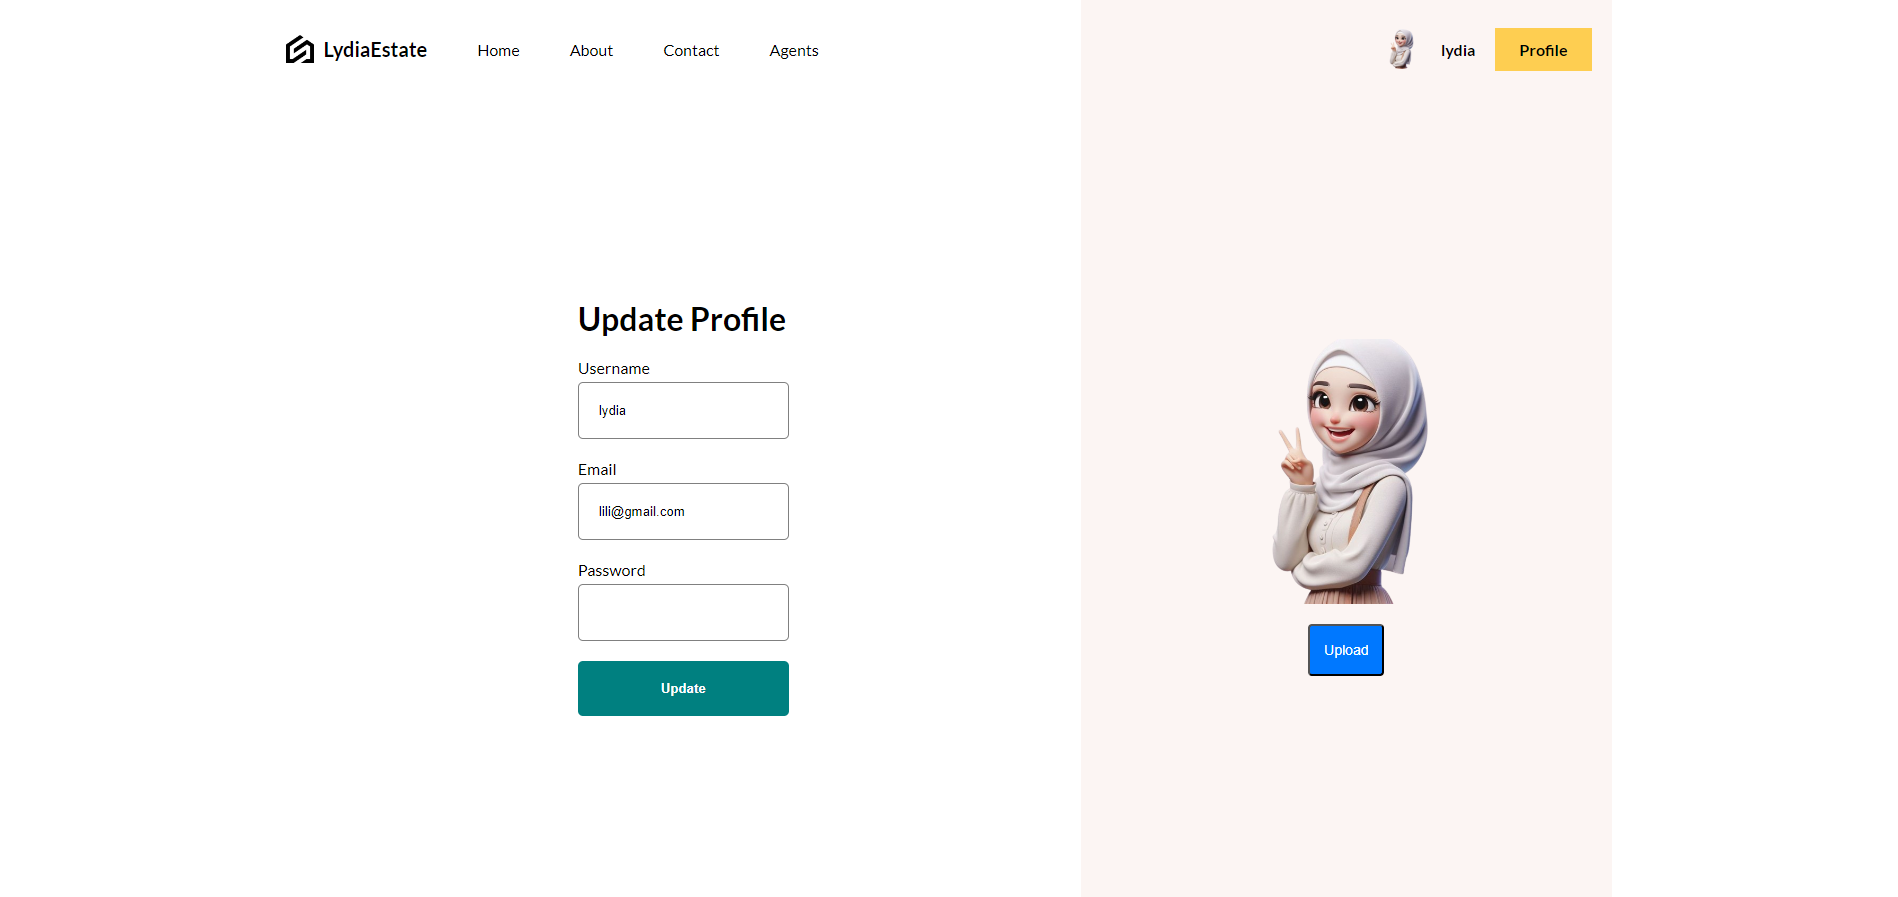 LydiaEstate Home About Contact Agents lydia Profile
Update Profile
Username
lydia
Email
lili@gmail.com
Password
Update
Upload